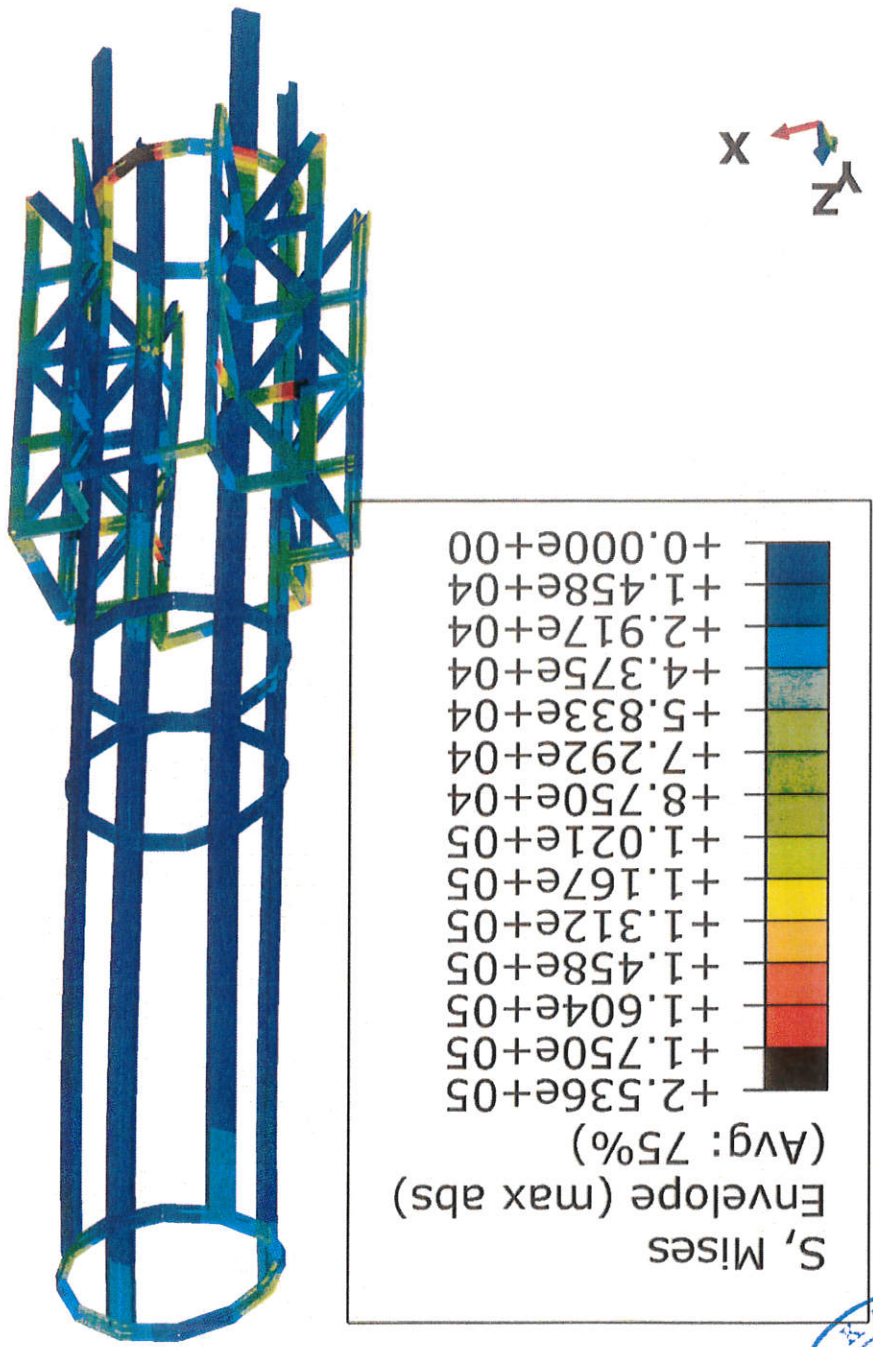 S, Mises
Envelope (max abs)
(Avg: 75%)
+2.536e+05
+1.750e+05
+1.604e+05
+1.458e+05
+1.312e+05
+1.167e+05
+1.021e+05
+8.750e+04
+7.292e+04
+5.833e+04
+4.375e+04
+2.917e+04
+1.458e+04
+0.000e+00
Y
Z
X